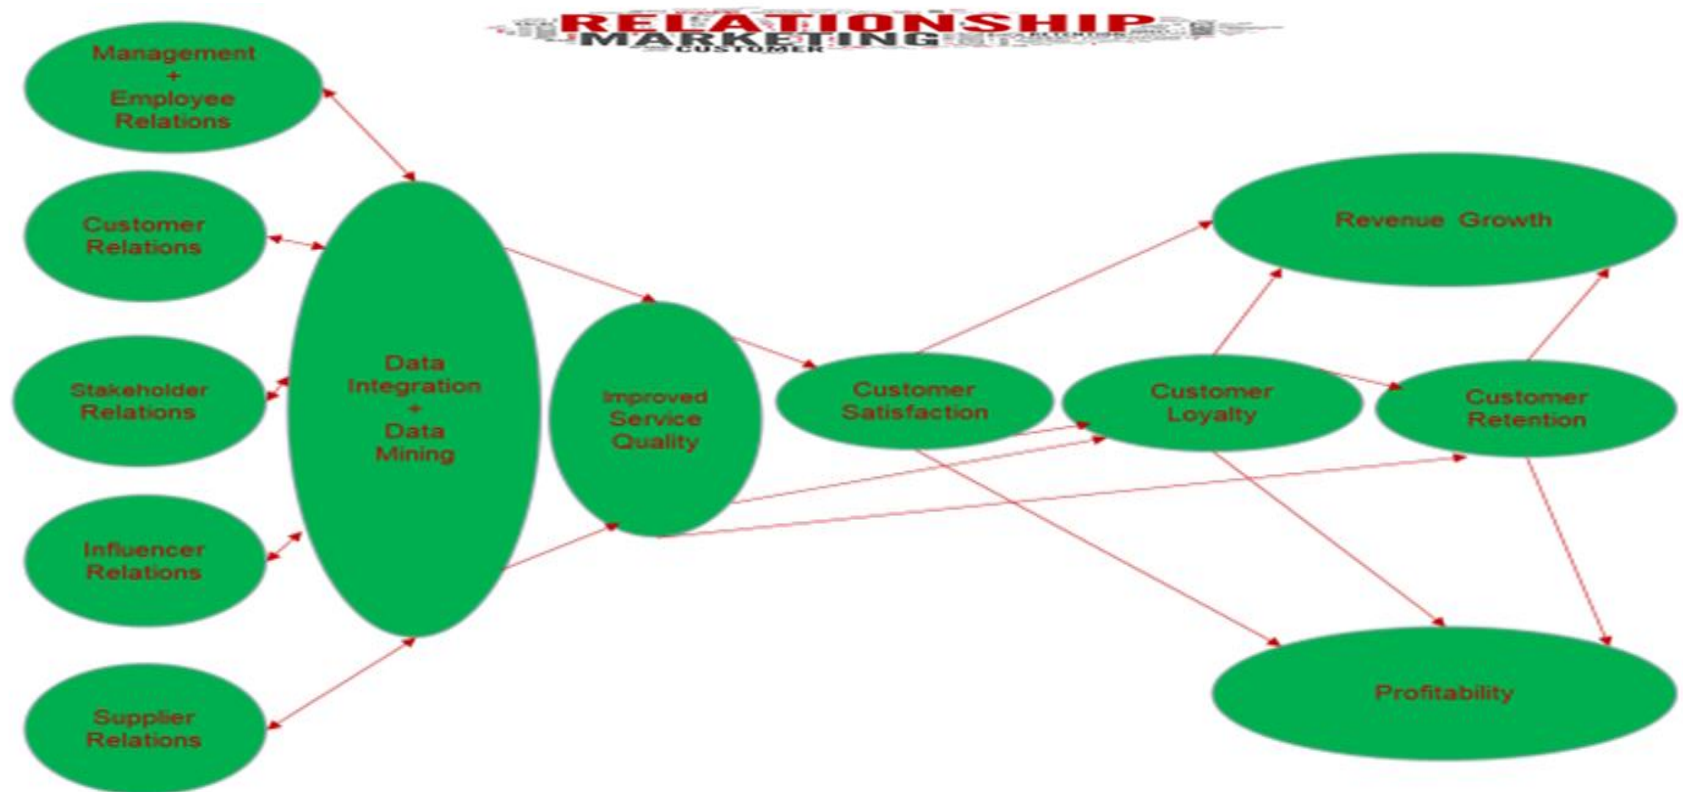 RELATIONSHIP
MARKETING
CUSTOMER
Management
+
Employee
Relations
Customer
Relations
Stakeholder
Relations
Influencer
Relations
Supplier
Relations
Data
Integration
+
Data
Mining
Improved
Service
Quality
Customer
Satisfaction
Customer
Loyalty
Customer
Retention
Revenue Growth
Profitability